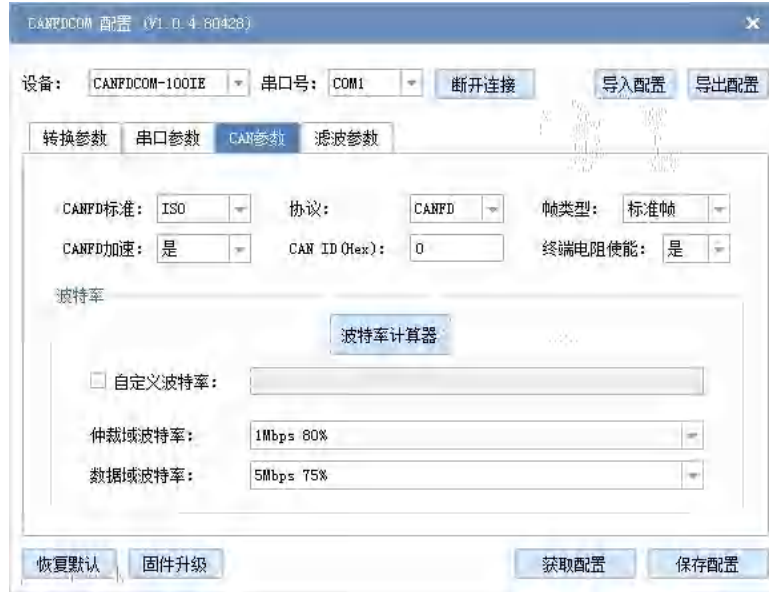 CANFDCOM 配置 (V1.0.4.80428)
设备： CANFDCOM-100IE 串口号： COM1 断开连接 导入配置 导出配置
转换参数 串口参数 CAN参数 滤波参数
CANFD标准： ISO 协议： CANFD 帧类型： 标准帧
CANFD加速： 是 CAN ID(Hex)： 0 终端电阻使能： 是
波特率
波特率计算器
自定义波特率：
仲裁域波特率： 1Mbps 80%
数据域波特率： 5Mbps 75%
恢复默认 固件升级 获取配置 保存配置